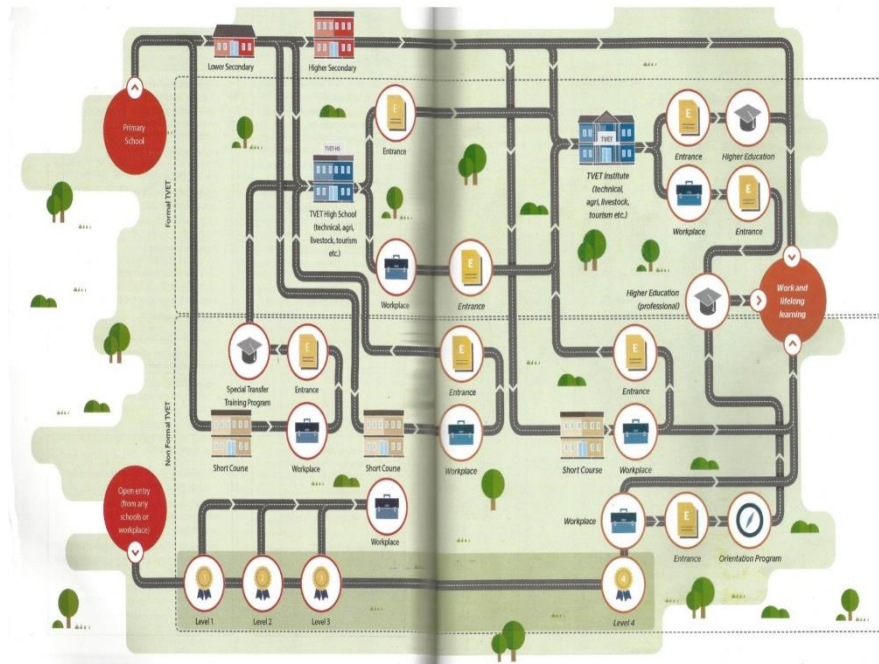 Lower Secondary
Higher Secondary
Primary
School
Formal TVET
TVET-HS
TVET High School
(technical, agri,
livestock, tourism
etc.)
E
Entrance
Workplace
E
Entrance
TVET
TVET Institute
(technical,
agri, livestock,
tourism etc.)
E
Entrance
Higher Education
Workplace
E
Entrance
Higher Education
(professional)
Work and
lifelong
learning
Non Formal TVET
Special Transfer
Training Program
E
Entrance
Short Course
Workplace
Short Course
E
Entrance
Workplace
E
Entrance
Short Course
Workplace
Open entry
(from any
schools or
workplace)
Workplace
Workplace
E
Entrance
Orientation Program
1
Level 1
2
Level 2
3
Level 3
4
Level 4